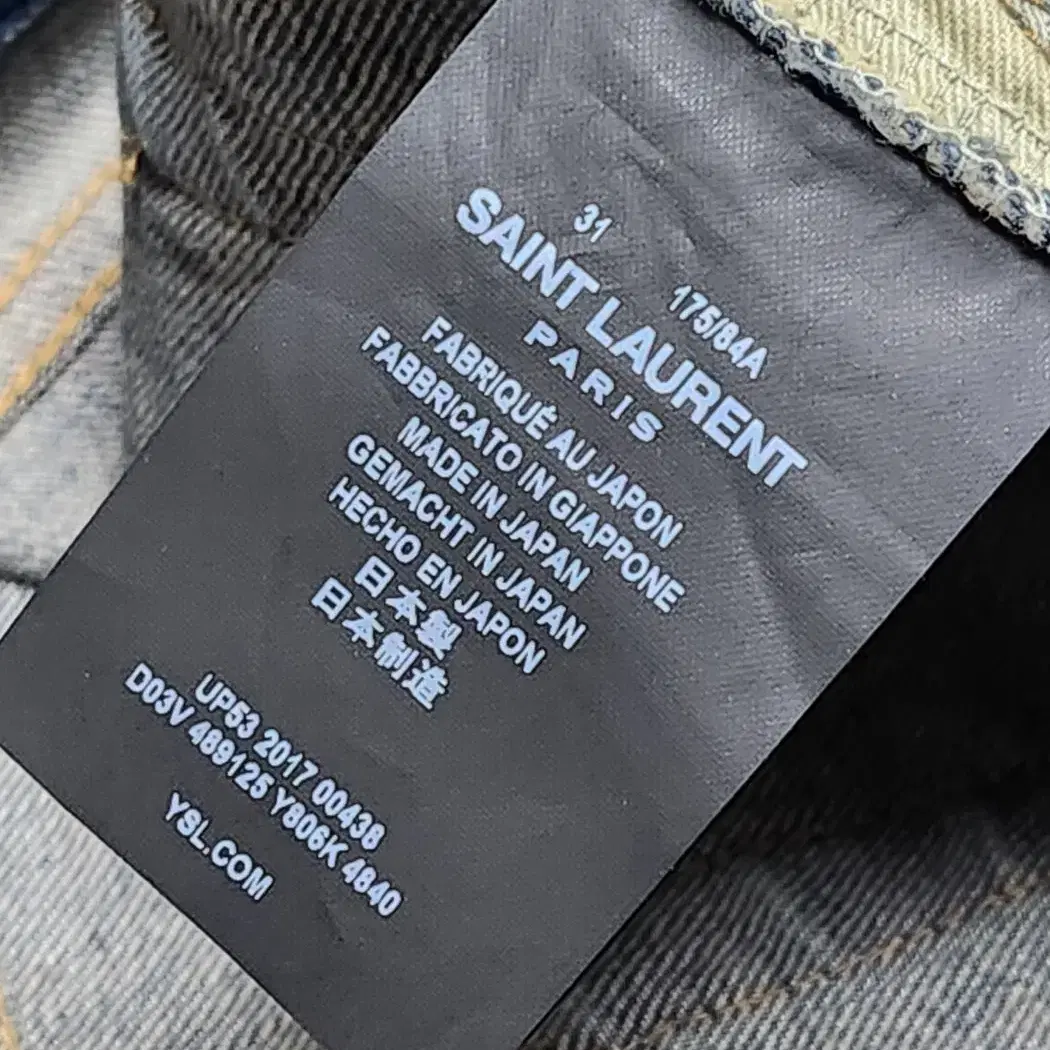 31 175/84A
SAINT LAURENT
PARIS
FABRIQUÉ AU JAPON
FABBRICATO IN GIAPPONE
MADE IN JAPAN
GEMACHT IN JAPAN
HECHO EN JAPON
日本製
日本制造
UP53 2017 00438
D03V 489125 Y806K 4840
YSL.COM